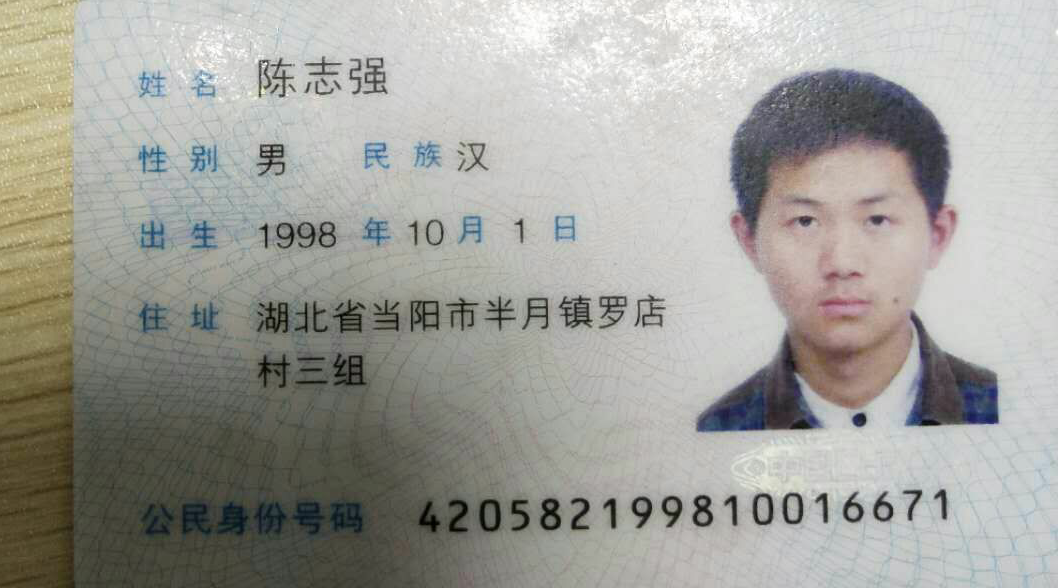 姓名 陈志强
性别 男 民族 汉
出生 1998 年 10 月 1 日
住址 湖北省当阳市半月镇罗店
村三组
公民身份号码 420582199810016671